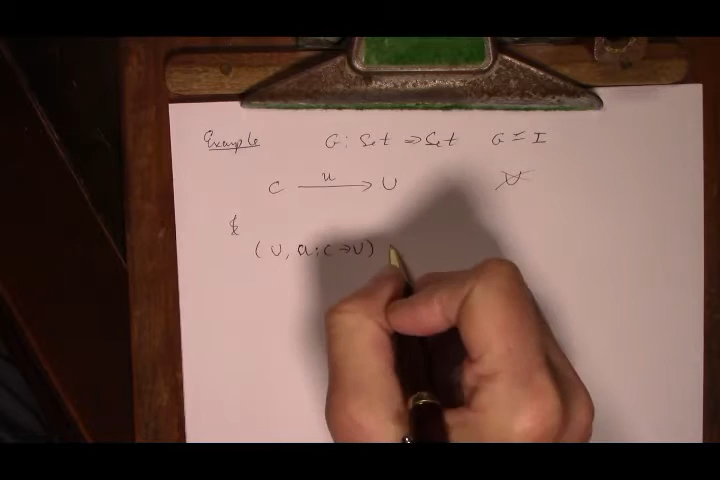 Example G : Set → Set G = I
C → U
u
( U, a : C → U )